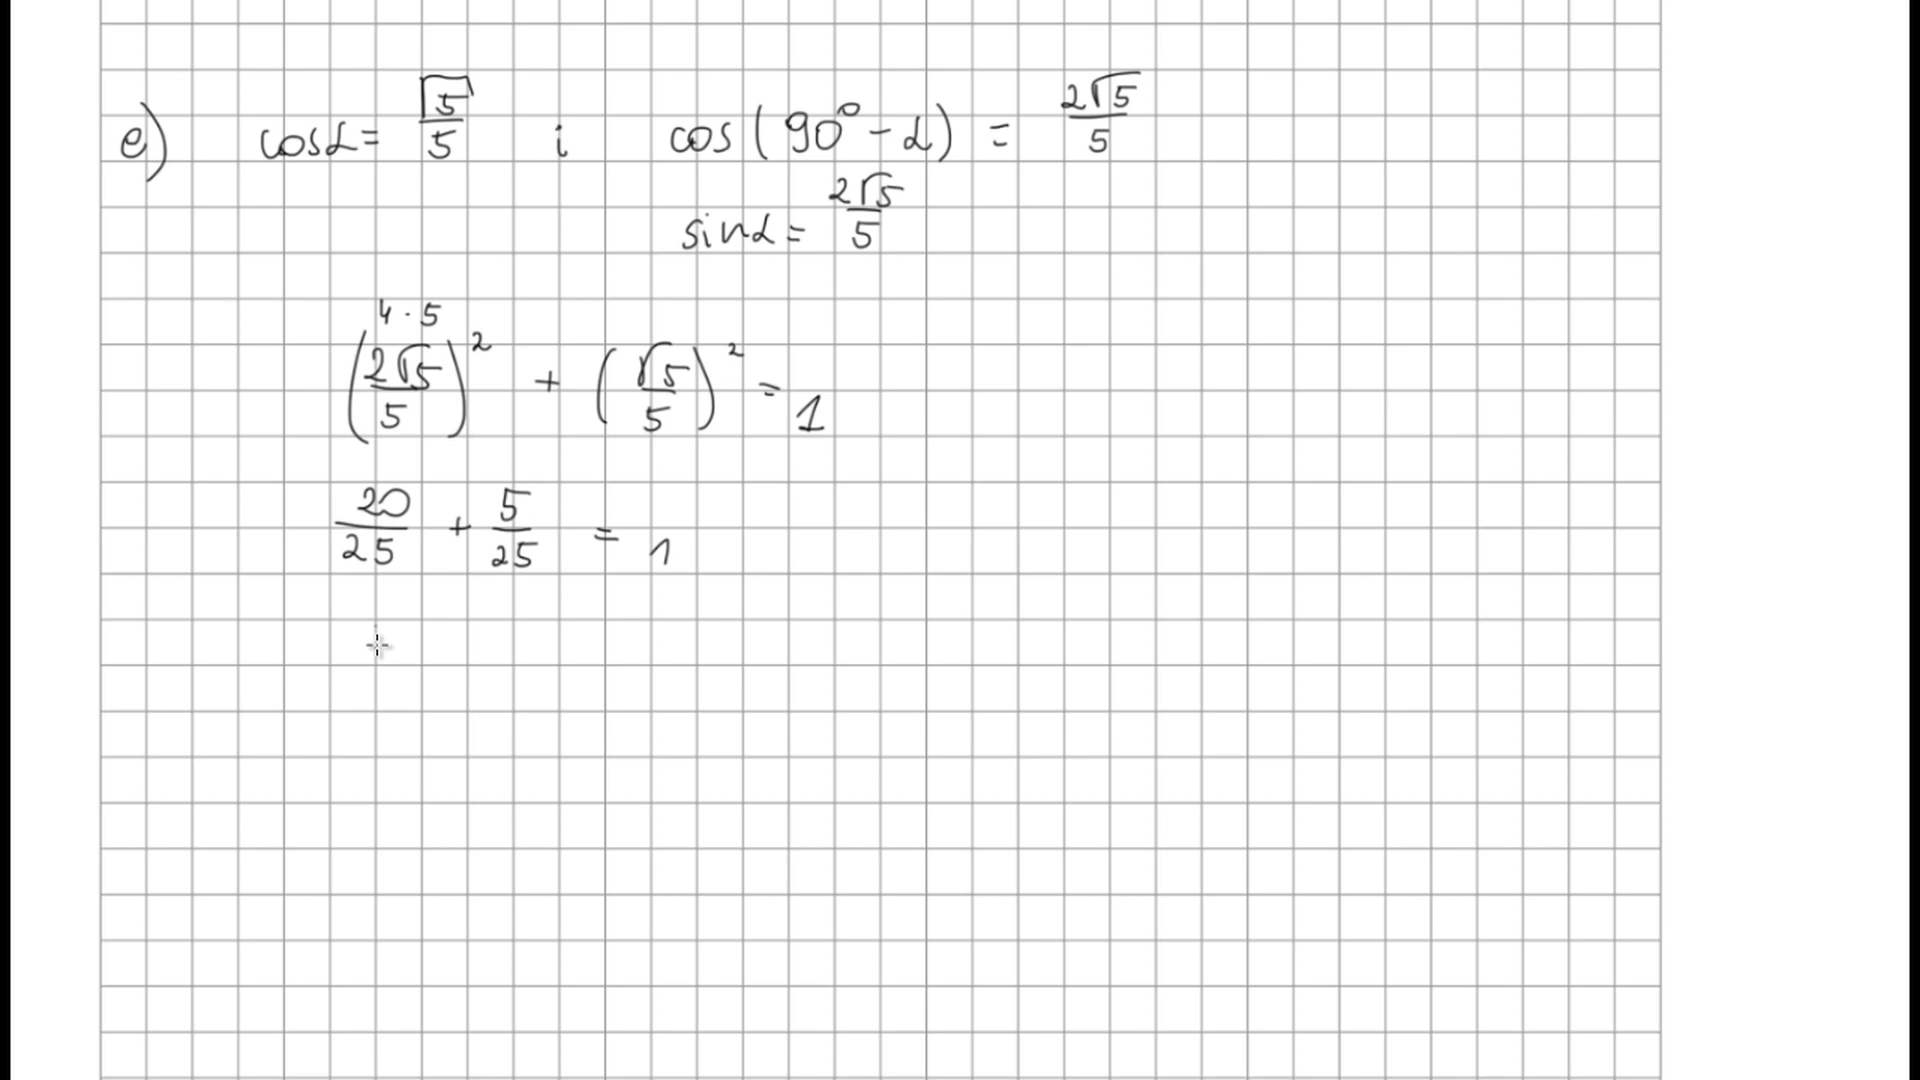 e) cosα = √5/5 i cos(90° - α) = 2√5/5
sinα = 2√5/5
4 · 5
(2√5/5)² + (√5/5)² = 1
20/25 + 5/25 = 1